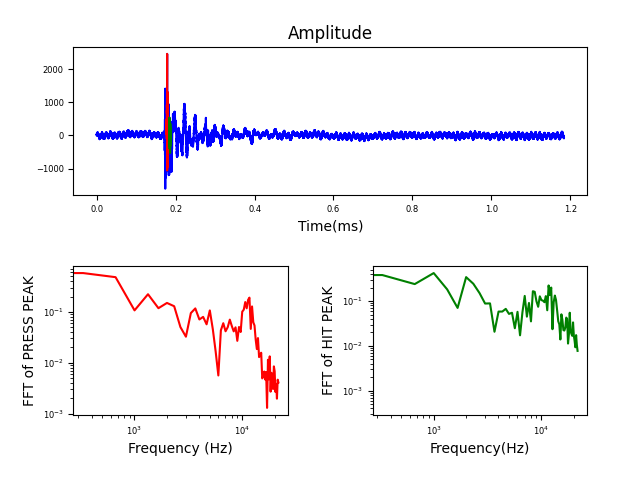 Amplitude
2000
1000
0
−1000
0.0 0.2 0.4 0.6 0.8 1.0 1.2
Time(ms)
FFT of PRESS PEAK
10⁻¹
10⁻²
10⁻³
10³ 10⁴
Frequency (Hz)
FFT of HIT PEAK
10⁻¹
10⁻²
10⁻³
10³ 10⁴
Frequency(Hz)